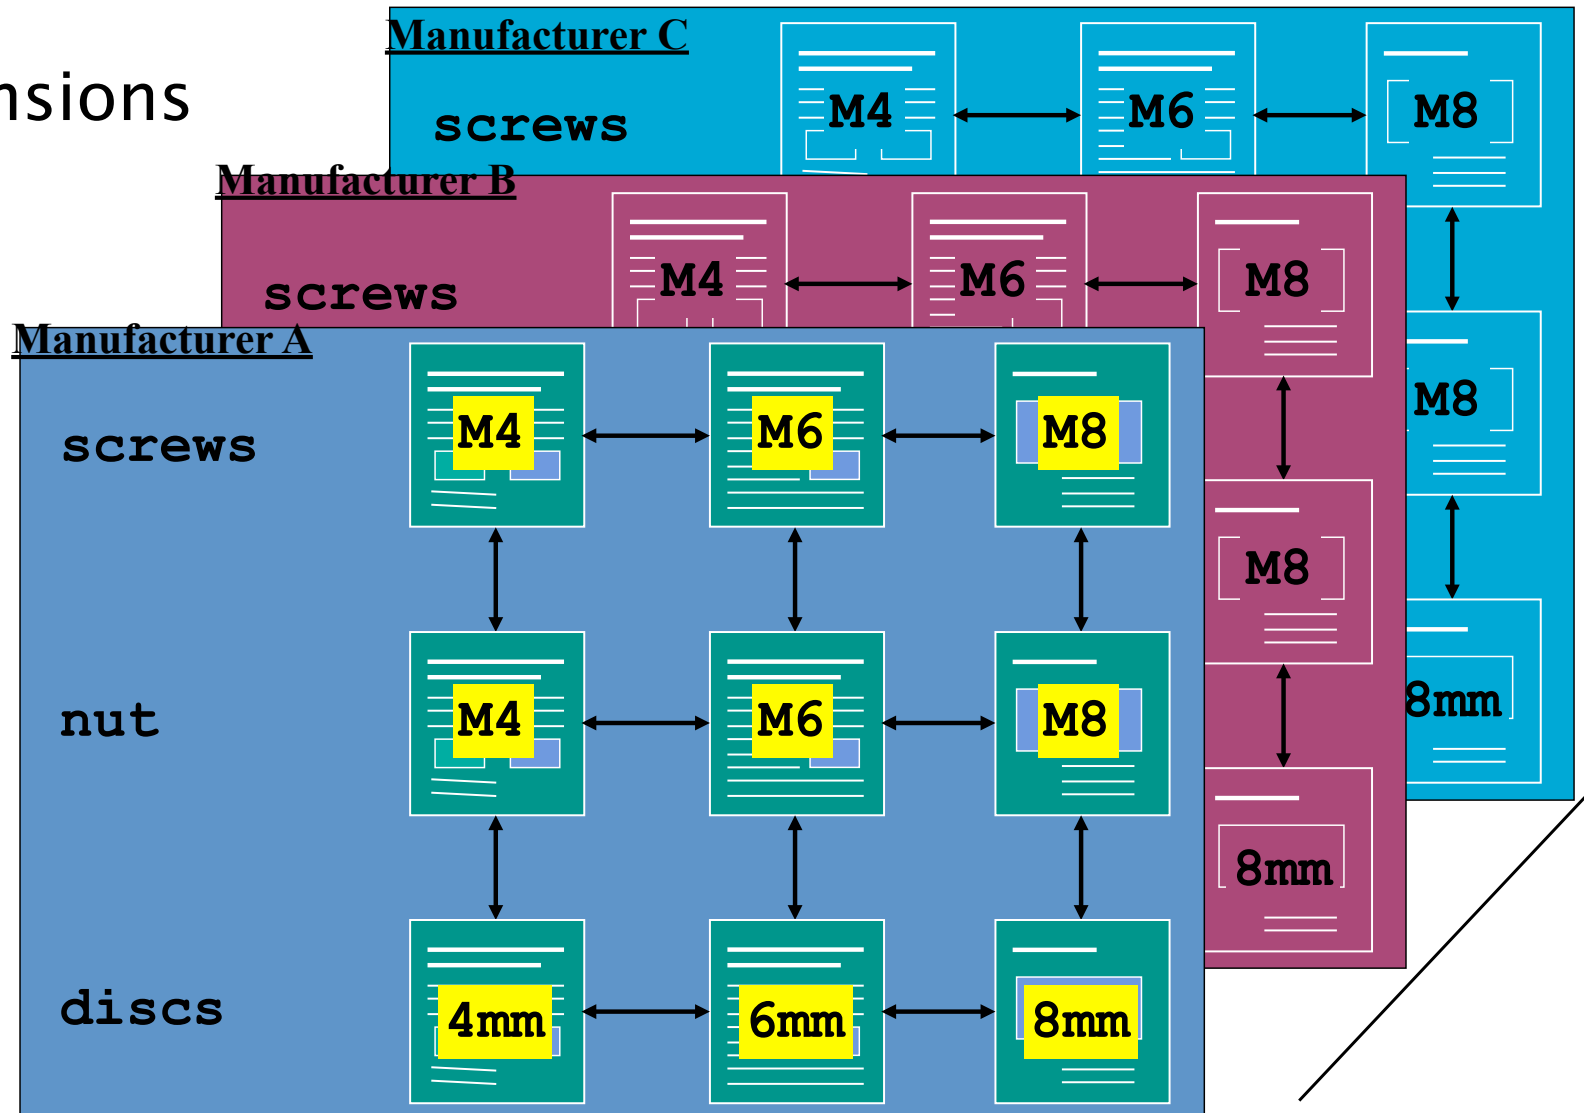 Manufacturer C
nsions
screws M4 M6 M8
Manufacturer B
screws M4 M6 M8
Manufacturer A
screws M4 M6 M8
M8
M8
nut M4 M6 M8
8mm
8mm
discs 4mm 6mm 8mm